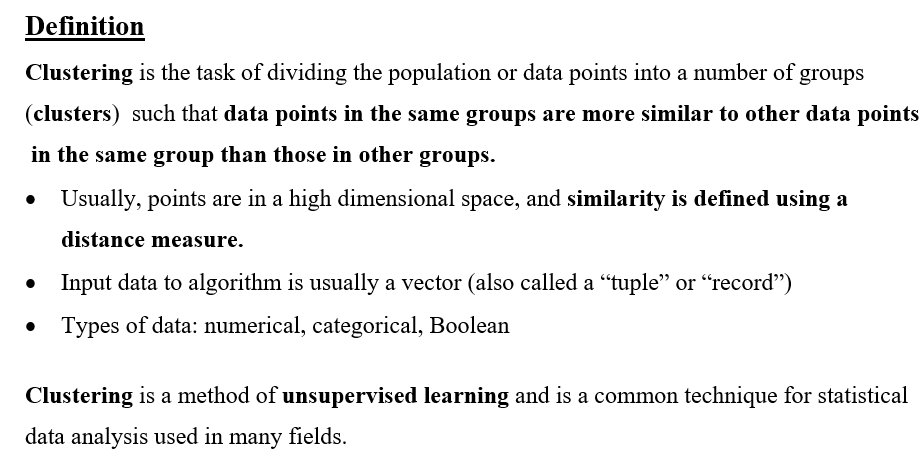 Definition
Clustering is the task of dividing the population or data points into a number of groups
(clusters) such that data points in the same groups are more similar to other data points
in the same group than those in other groups.
• Usually, points are in a high dimensional space, and similarity is defined using a
distance measure.
• Input data to algorithm is usually a vector (also called a “tuple” or “record”)
• Types of data: numerical, categorical, Boolean
Clustering is a method of unsupervised learning and is a common technique for statistical
data analysis used in many fields.